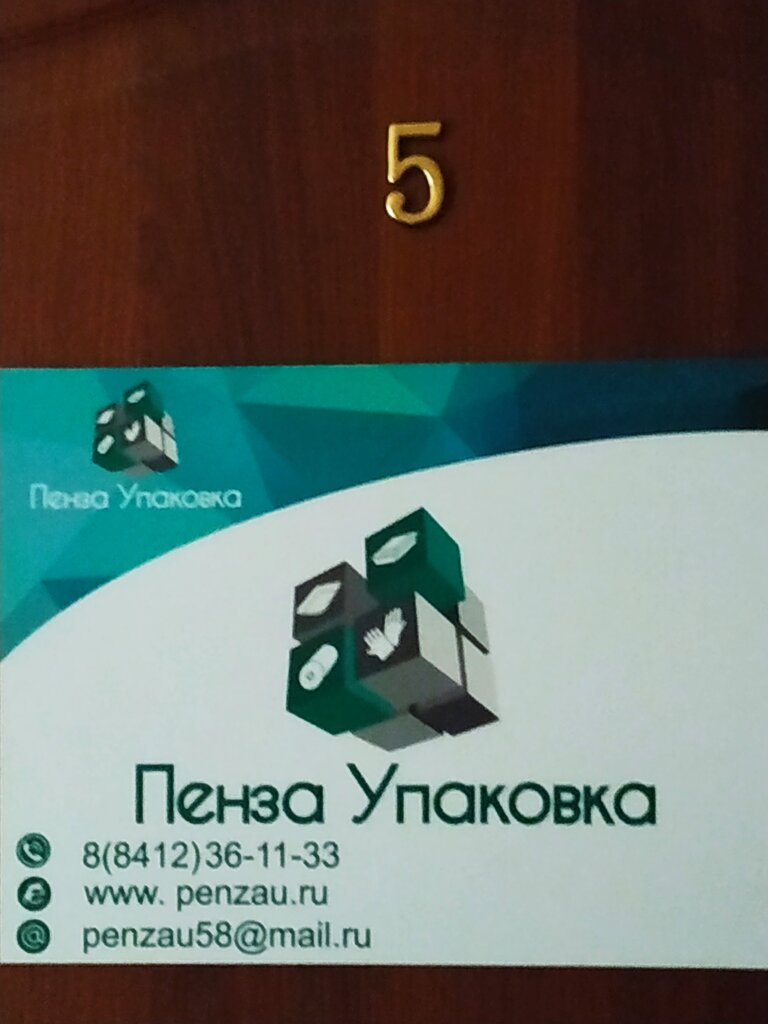 5
Пенза Упаковка
Пенза Упаковка
8(8412)36-11-33
www. penzau.ru
penzau58@mail.ru